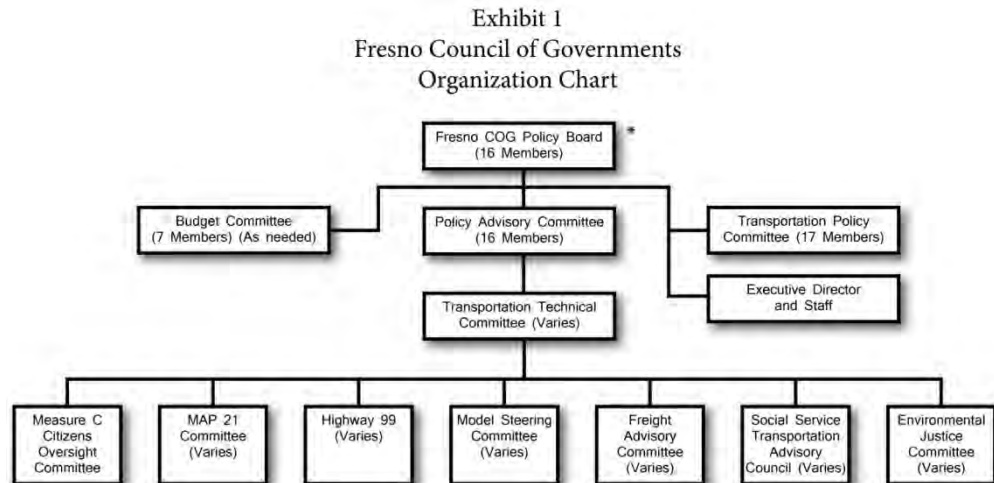 Exhibit 1
Fresno Council of Governments
Organization Chart
Fresno COG Policy Board
(16 Members)
*
Budget Committee
(7 Members) (As needed)
Policy Advisory Committee
(16 Members)
Transportation Policy
Committee (17 Members)
Executive Director
and Staff
Transportation Technical
Committee (Varies)
Measure C
Citizens
Oversight
Committee
MAP 21
Committee
(Varies)
Highway 99
(Varies)
Model Steering
Committee
(Varies)
Freight
Advisory
Committee
(Varies)
Social Service
Transportation
Advisory
Council (Varies)
Environmental
Justice
Committee
(Varies)